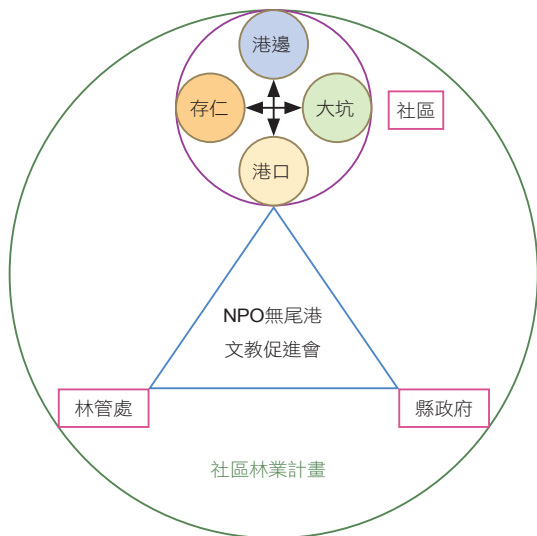 港邊
存仁
大坑
社區
港口
NPO無尾港
文教促進會
林管處
縣政府
社區林業計畫